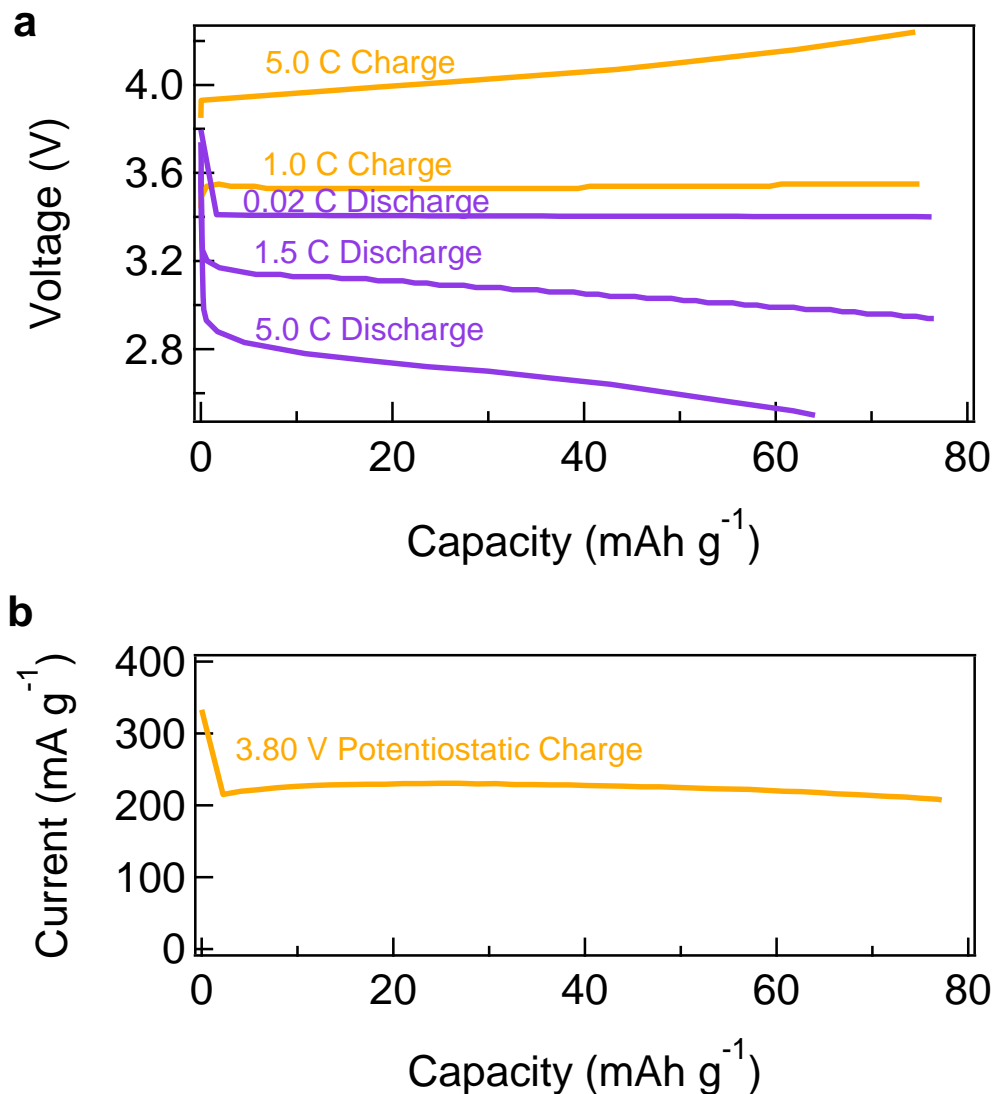 a
5.0 C Charge
4.0
1.0 C Charge
3.6
0.02 C Discharge
1.5 C Discharge
3.2
5.0 C Discharge
2.8
Voltage (V)
0 20 40 60 80
Capacity (mAh g⁻¹)
b
400
300
3.80 V Potentiostatic Charge
200
100
0
Current (mA g⁻¹)
0 20 40 60 80
Capacity (mAh g⁻¹)